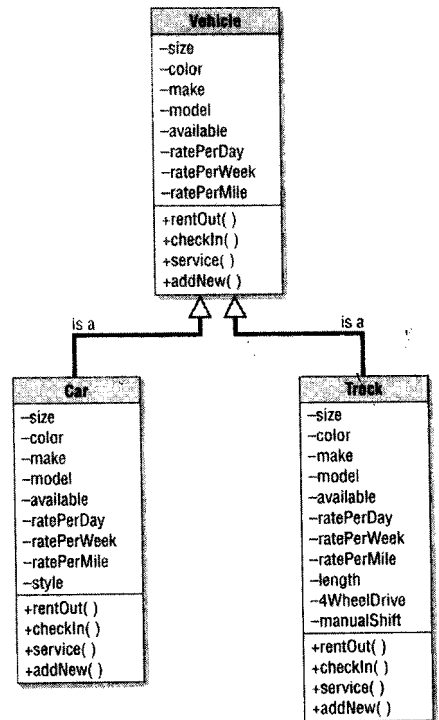 Vehicle
–size
–color
–make
–model
–available
–ratePerDay
–ratePerWeek
–ratePerMile
+rentOut( )
+checkIn( )
+service( )
+addNew( )
is a
is a
Car
–size
–color
–make
–model
–available
–ratePerDay
–ratePerWeek
–ratePerMile
–style
+rentOut( )
+checkIn( )
+service( )
+addNew( )
Truck
–size
–color
–make
–model
–available
–ratePerDay
–ratePerWeek
–ratePerMile
–length
–4WheelDrive
–manualShift
+rentOut( )
+checkIn( )
+service( )
+addNew( )